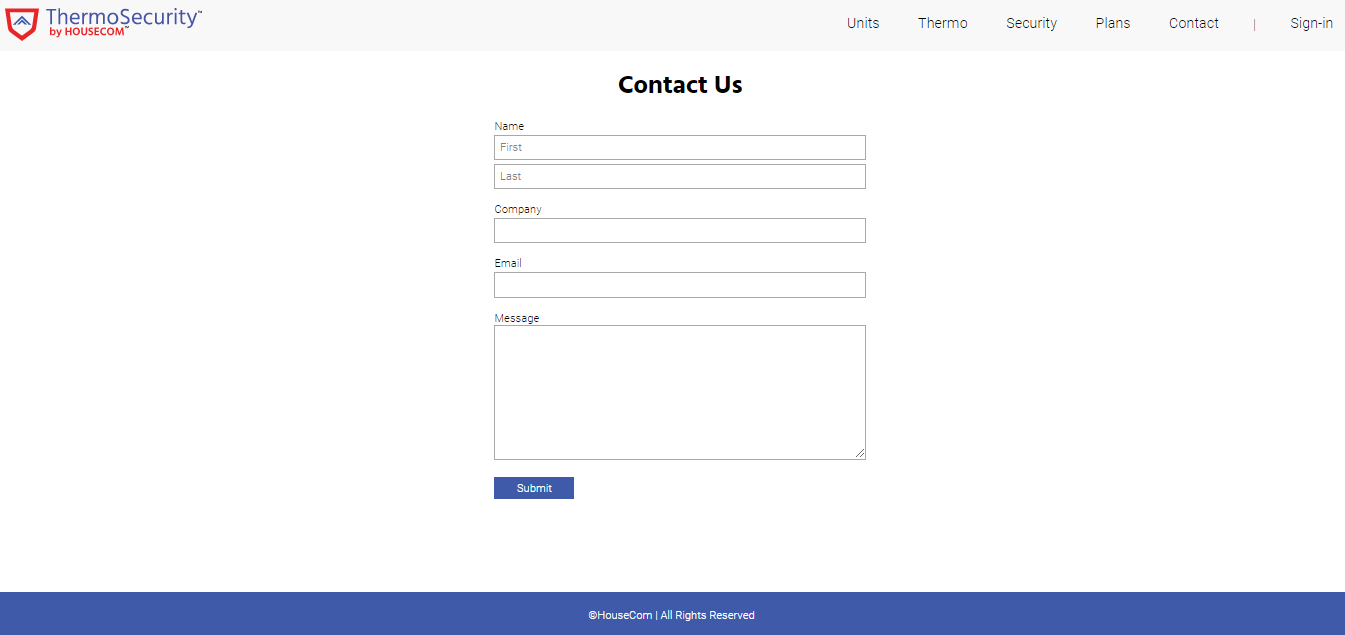 ThermoSecurity™
by HOUSECOM™
Units Thermo Security Plans Contact | Sign-in
Contact Us
Name
First
Last
Company
Email
Message
Submit
©HouseCom | All Rights Reserved